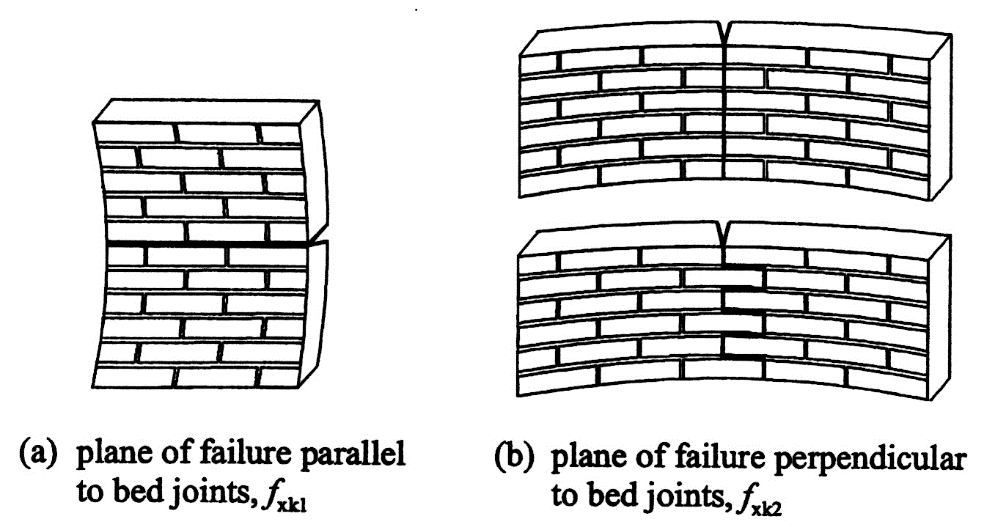 (a) plane of failure parallel
to bed joints, fxk1
(b) plane of failure perpendicular
to bed joints, fxk2